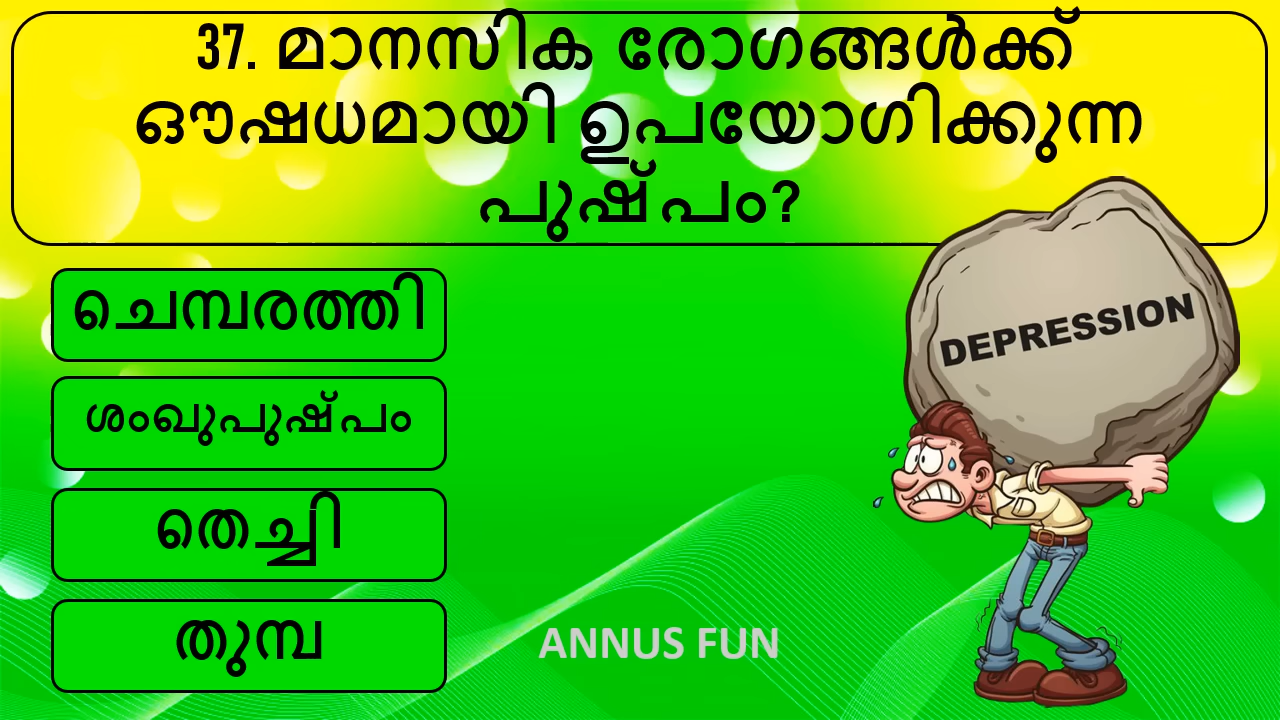 37. മാനസിക രോഗങ്ങൾക്ക്
ഔഷധമായി ഉപയോഗിക്കുന്ന
പുഷ്പം?
ചെമ്പരത്തി
ശംഖുപുഷ്പം
തെച്ചി
തുമ്പ
DEPRESSION
ANNUS FUN